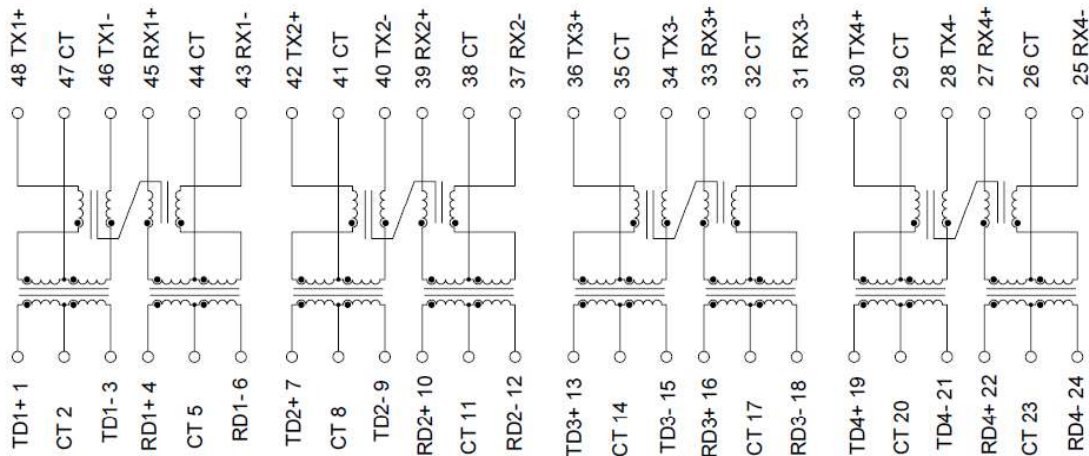 48 TX1+
47 CT
46 TX1-
45 RX1+
44 CT
43 RX1-
42 TX2+
41 CT
40 TX2-
39 RX2+
38 CT
37 RX2-
36 TX3+
35 CT
34 TX3-
33 RX3+
32 CT
31 RX3-
30 TX4+
29 CT
28 TX4-
27 RX4+
26 CT
25 RX4-
TD1+ 1
CT 2
TD1- 3
RD1+ 4
CT 5
RD1- 6
TD2+ 7
CT 8
TD2- 9
RD2+ 10
CT 11
RD2- 12
TD3+ 13
CT 14
TD3- 15
RD3+ 16
CT 17
RD3- 18
TD4+ 19
CT 20
TD4- 21
RD4+ 22
CT 23
RD4- 24